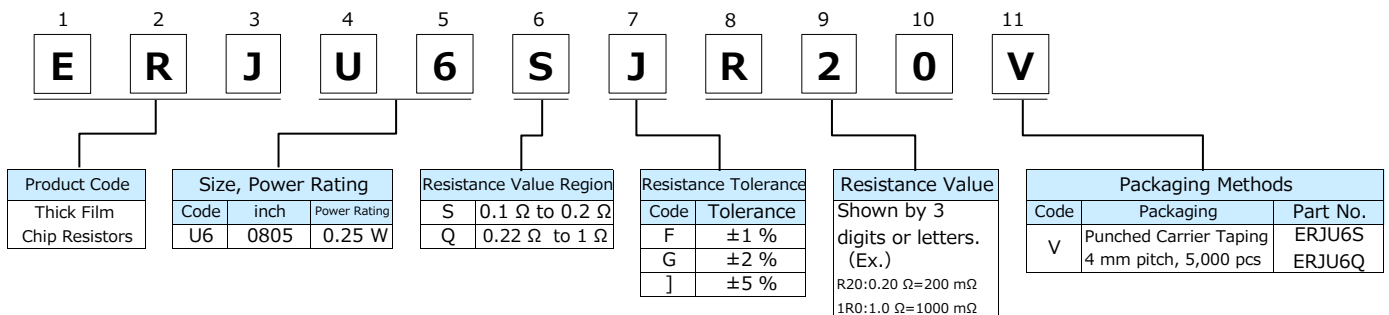 1 2 3 4 5 6 7 8 9 10 11
E R J U 6 S J R 2 0 V
Product Code
Thick Film
Chip Resistors
Size, Power Rating
Code inch Power Rating
U6 0805 0.25 W
Resistance Value Region
S 0.1 Ω to 0.2 Ω
Q 0.22 Ω to 1 Ω
Resistance Tolerance
Code Tolerance
F ±1 %
G ±2 %
] ±5 %
Resistance Value
Shown by 3
digits or letters.
（Ex.）
R20:0.20 Ω=200 mΩ
1R0:1.0 Ω=1000 mΩ
Packaging Methods
Code Packaging Part No.
V Punched Carrier Taping ERJU6S
4 mm pitch, 5,000 pcs ERJU6Q